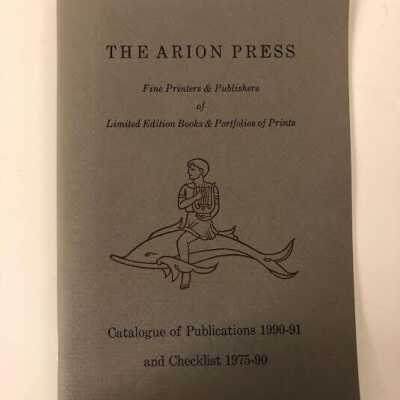 THE ARION PRESS
Fine Printers & Publishers
of
Limited Edition Books & Portfolios of Prints
Catalogue of Publications 1990-91
and Checklist 1975-90